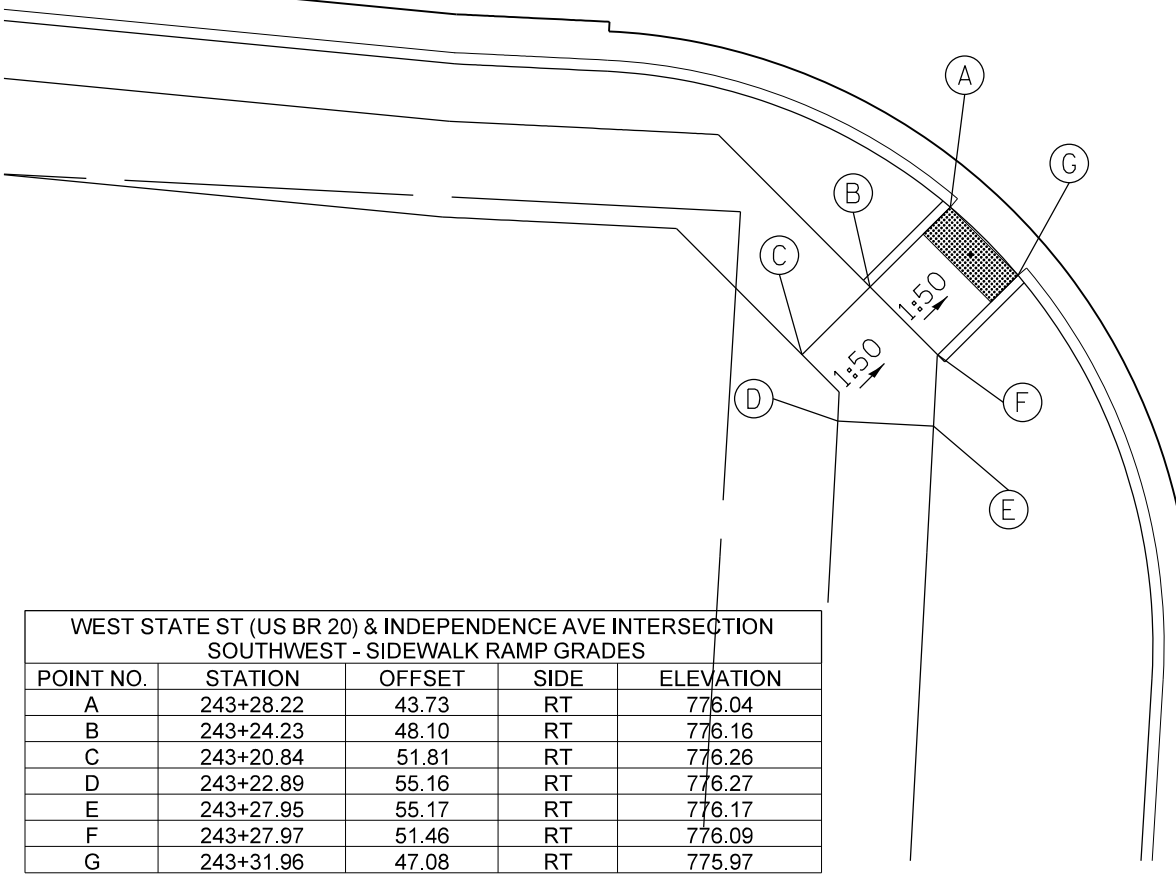 A
G
B
C
1:50
1:50
D
F
E
WEST STATE ST (US BR 20) & INDEPENDENCE AVE INTERSECTION
SOUTHWEST - SIDEWALK RAMP GRADES
POINT NO. STATION OFFSET SIDE ELEVATION
A 243+28.22 43.73 RT 776.04
B 243+24.23 48.10 RT 776.16
C 243+20.84 51.81 RT 776.26
D 243+22.89 55.16 RT 776.27
E 243+27.95 55.17 RT 776.17
F 243+27.97 51.46 RT 776.09
G 243+31.96 47.08 RT 775.97